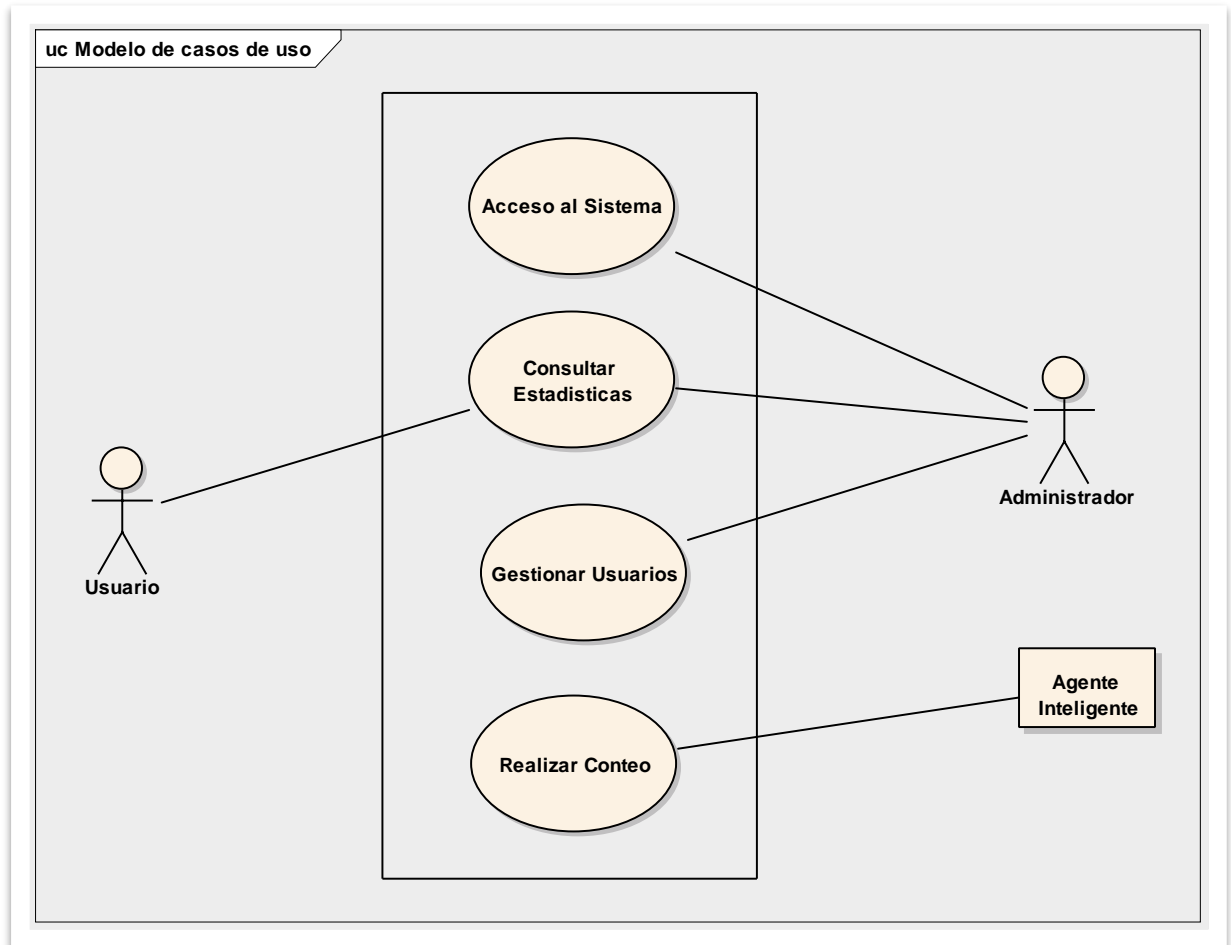 uc Modelo de casos de uso
Acceso al Sistema
Consultar
Estadisticas
Administrador
Usuario
Gestionar Usuarios
Agente
Inteligente
Realizar Conteo